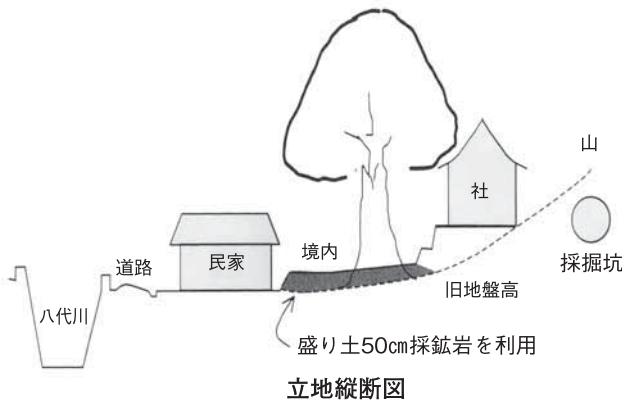 山
社
境内
民家
道路
採掘坑
旧地盤高
八代川
盛り土50cm採鉱岩を利用
立地縦断図